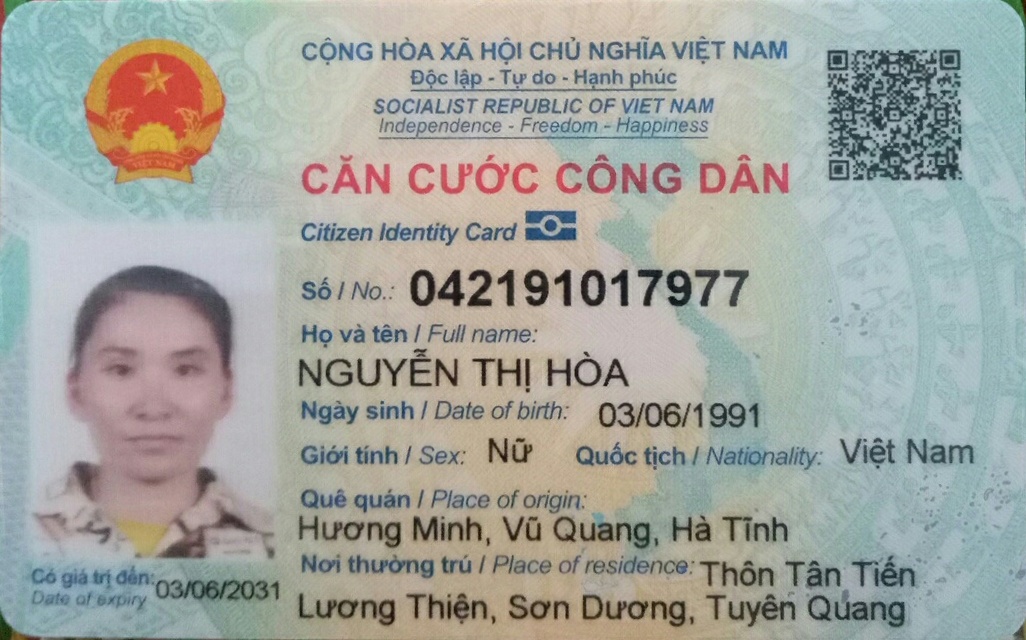 CỘNG HÒA XÃ HỘI CHỦ NGHĨA VIỆT NAM
Độc lập - Tự do - Hạnh phúc
SOCIALIST REPUBLIC OF VIET NAM
Independence - Freedom - Happiness
CĂN CƯỚC CÔNG DÂN
Citizen Identity Card
VIỆT NAM
Số / No.: 042191017977
Họ và tên / Full name:
NGUYỄN THỊ HÒA
Ngày sinh / Date of birth: 03/06/1991
Giới tính / Sex: Nữ Quốc tịch / Nationality: Việt Nam
Quê quán / Place of origin:
Hương Minh, Vũ Quang, Hà Tĩnh
Nơi thường trú / Place of residence: Thôn Tân Tiến
Lương Thiện, Sơn Dương, Tuyên Quang
Có giá trị đến: 03/06/2031
Date of expiry